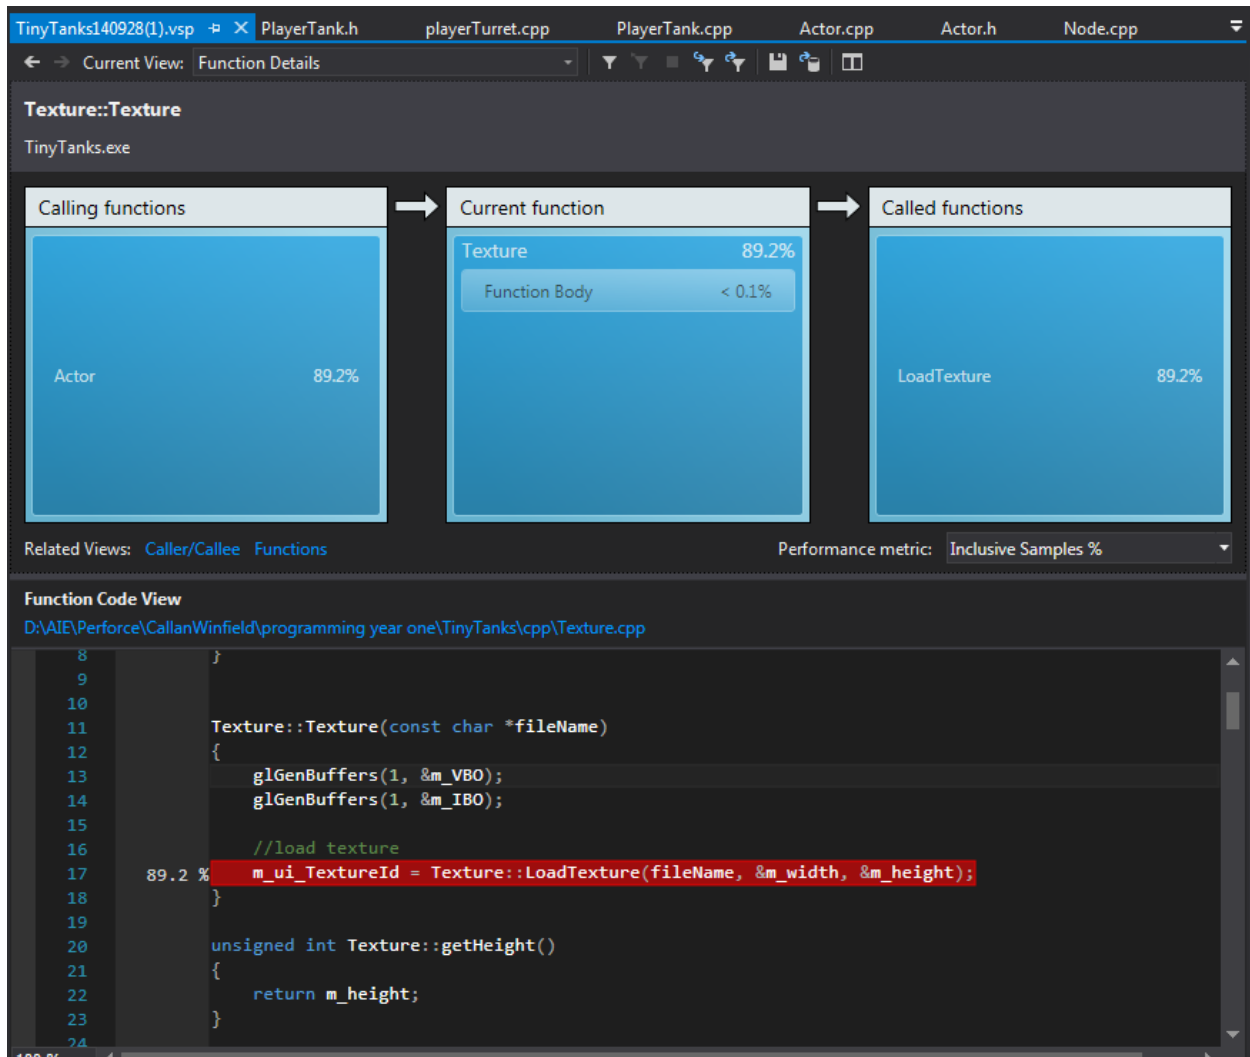 TinyTanks140928(1).vsp PlayerTank.h playerTurret.cpp PlayerTank.cpp Actor.cpp Actor.h Node.cpp
Current View: Function Details
Texture::Texture
TinyTanks.exe
Calling functions
Actor 89.2%
Current function
Texture 89.2%
Function Body < 0.1%
Called functions
LoadTexture 89.2%
Related Views: Caller/Callee Functions
Performance metric: Inclusive Samples %
Function Code View
D:\AIE\Perforce\CallanWinfield\programming year one\TinyTanks\cpp\Texture.cpp
8 }
9
10
11 Texture::Texture(const char *fileName)
12 {
13 glGenBuffers(1, &m_VBO);
14 glGenBuffers(1, &m_IBO);
15
16 //load texture
17 89.2 % m_ui_TextureId = Texture::LoadTexture(fileName, &m_width, &m_height);
18 }
19
20 unsigned int Texture::getHeight()
21 {
22 return m_height;
23 }
24
100 %